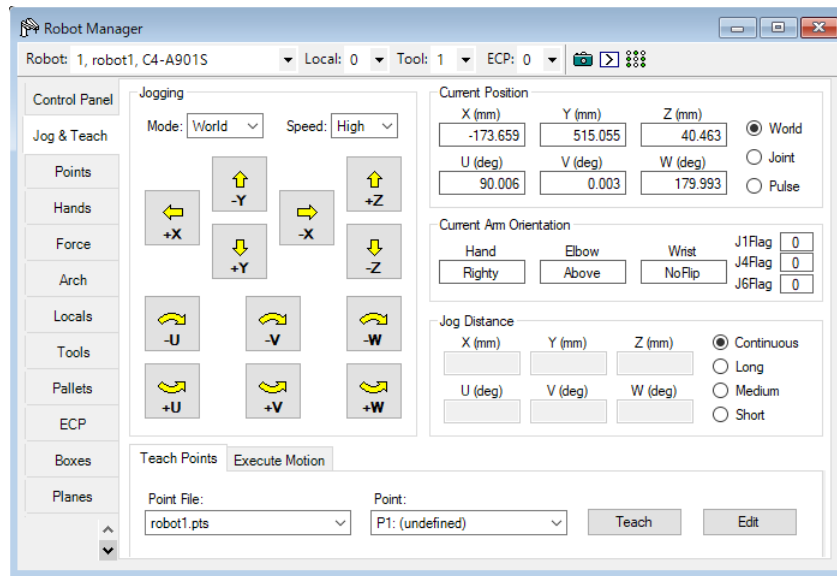 Robot Manager
Robot: 1, robot1, C4-A901S Local: 0 Tool: 1 ECP: 0
Control Panel
Jog & Teach
Points
Hands
Force
Arch
Locals
Tools
Pallets
ECP
Boxes
Planes
Jogging
Mode: World Speed: High
-Y +Z
+X -X
+Y -Z
-U -V -W
+U +V +W
Current Position
X (mm) Y (mm) Z (mm)
-173.659 515.055 40.463
U (deg) V (deg) W (deg)
90.006 0.003 179.993
World
Joint
Pulse
Current Arm Orientation
Hand Elbow Wrist
Righty Above NoFlip
J1Flag 0
J4Flag 0
J6Flag 0
Jog Distance
X (mm) Y (mm) Z (mm)
U (deg) V (deg) W (deg)
Continuous
Long
Medium
Short
Teach Points Execute Motion
Point File: Point:
robot1.pts P1: (undefined) Teach Edit